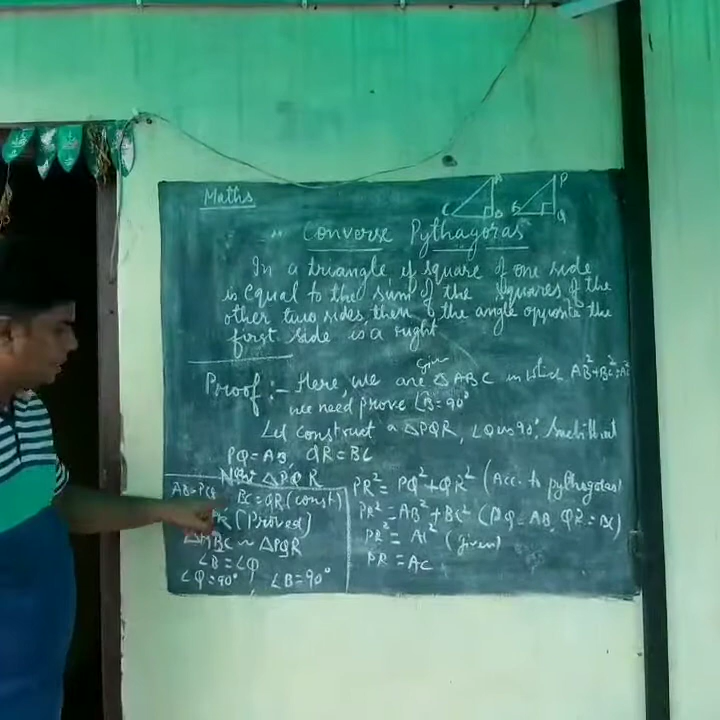 Maths
Converse Pythagoras
In a triangle if square of one side
is Equal to the sum of the squares of the
other two sides then the angle opposite the
first side is a right
given
Proof :- Here, we are △ABC in which AB²+BC²=AC²
we need prove ∠B=90°
Let construct a △PQR, ∠Q is 90°, Such that
PQ=AB, QR=BC
Now △PQR
PR²=PQ²+QR² (Acc. to pythagoras)
PR²=AB²+BC² (PQ=AB, QR=BC)
PR²=AC² (given)
PR=AC
AB=PQ
BC=QR (const)
(Proved)
△ABC ~ △PQR
∠B=∠Q
∠Q=90° ∠B=90°